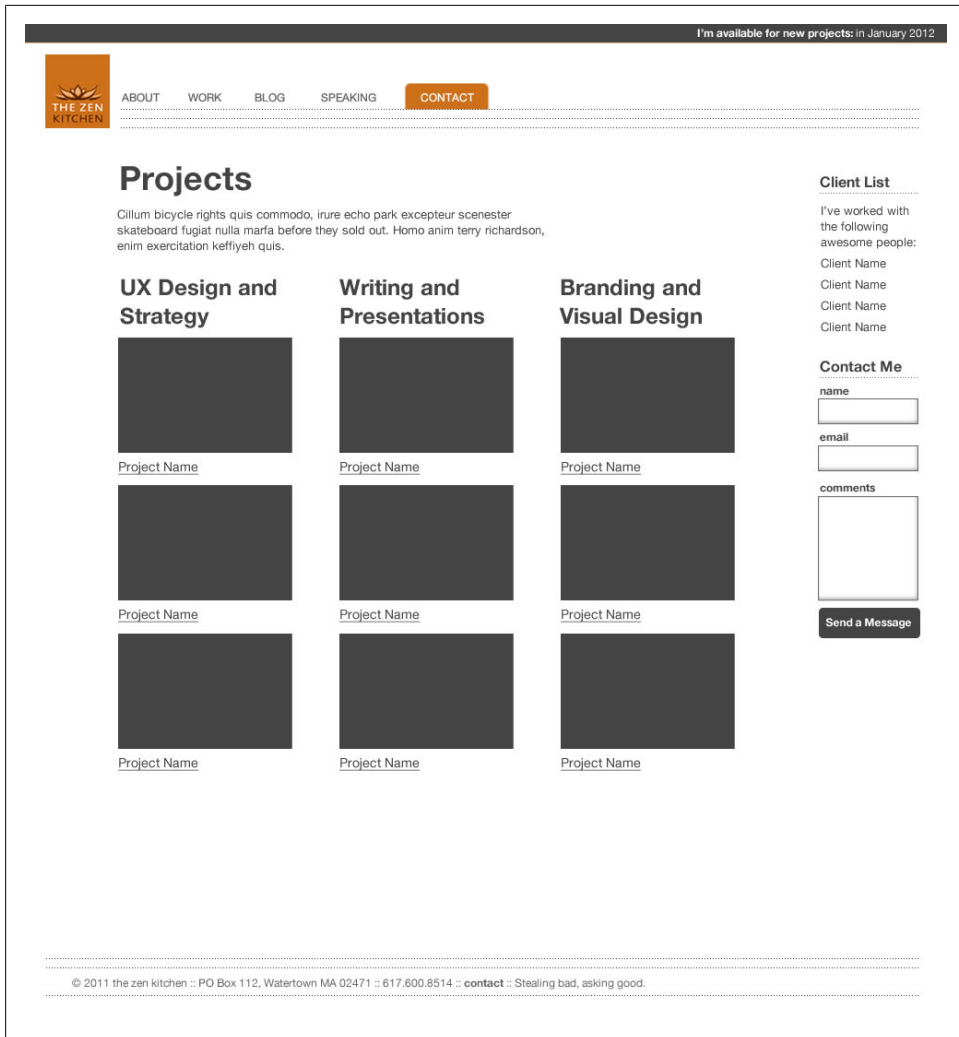 I'm available for new projects: in January 2012
THE ZEN
KITCHEN
ABOUT WORK BLOG SPEAKING CONTACT
Projects
Cillum bicycle rights quis commodo, irure echo park excepteur scenester
skateboard fugiat nulla marfa before they sold out. Homo anim terry richardson,
enim exercitation keffiyeh quis.
UX Design and
Strategy
Project Name
Project Name
Project Name
Writing and
Presentations
Project Name
Project Name
Project Name
Branding and
Visual Design
Project Name
Project Name
Project Name
Client List
I've worked with
the following
awesome people:
Client Name
Client Name
Client Name
Client Name
Contact Me
name
email
comments
Send a Message
© 2011 the zen kitchen :: PO Box 112, Watertown MA 02471 :: 617.600.8514 :: contact :: Stealing bad, asking good.